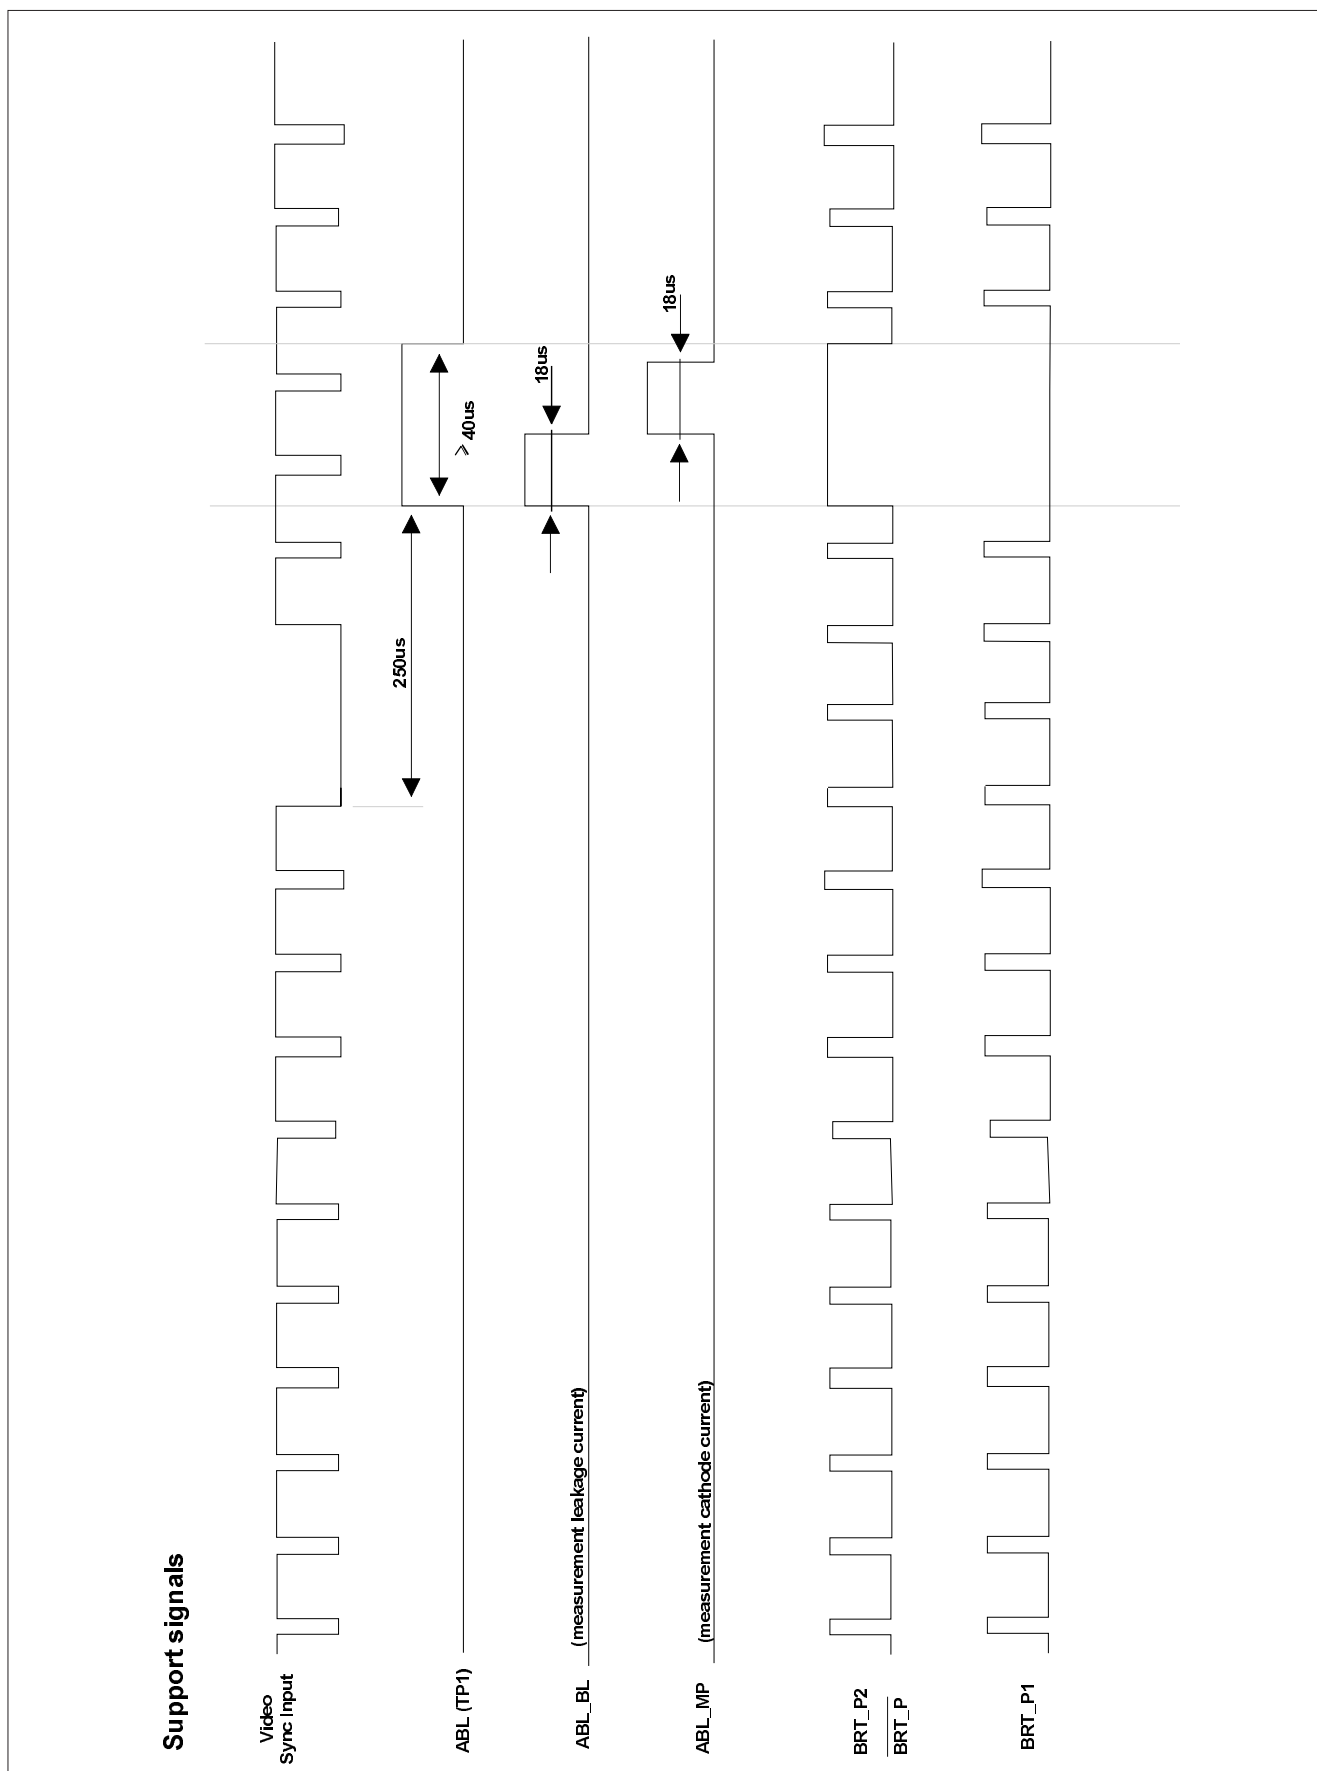 Support signals
Video
Sync Input
250us
ABL (TP1)
⩾ 40us
ABL_BL
(measurement leakage current)
18us
ABL_MP
(measurement cathode current)
18us
BRT_P2
BRT_P
BRT_P1